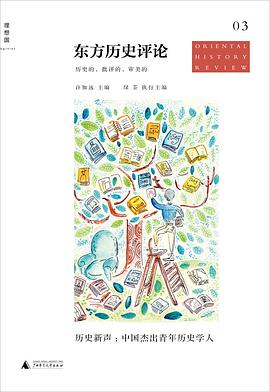 理想国
imaginist
03
东方历史评论
ORIENTAL
HISTORY
REVIEW
历史的,批评的,审美的
许知远 主编 绿茶 执行主编
历史新声:中国杰出青年历史学人
广西师范大学出版社